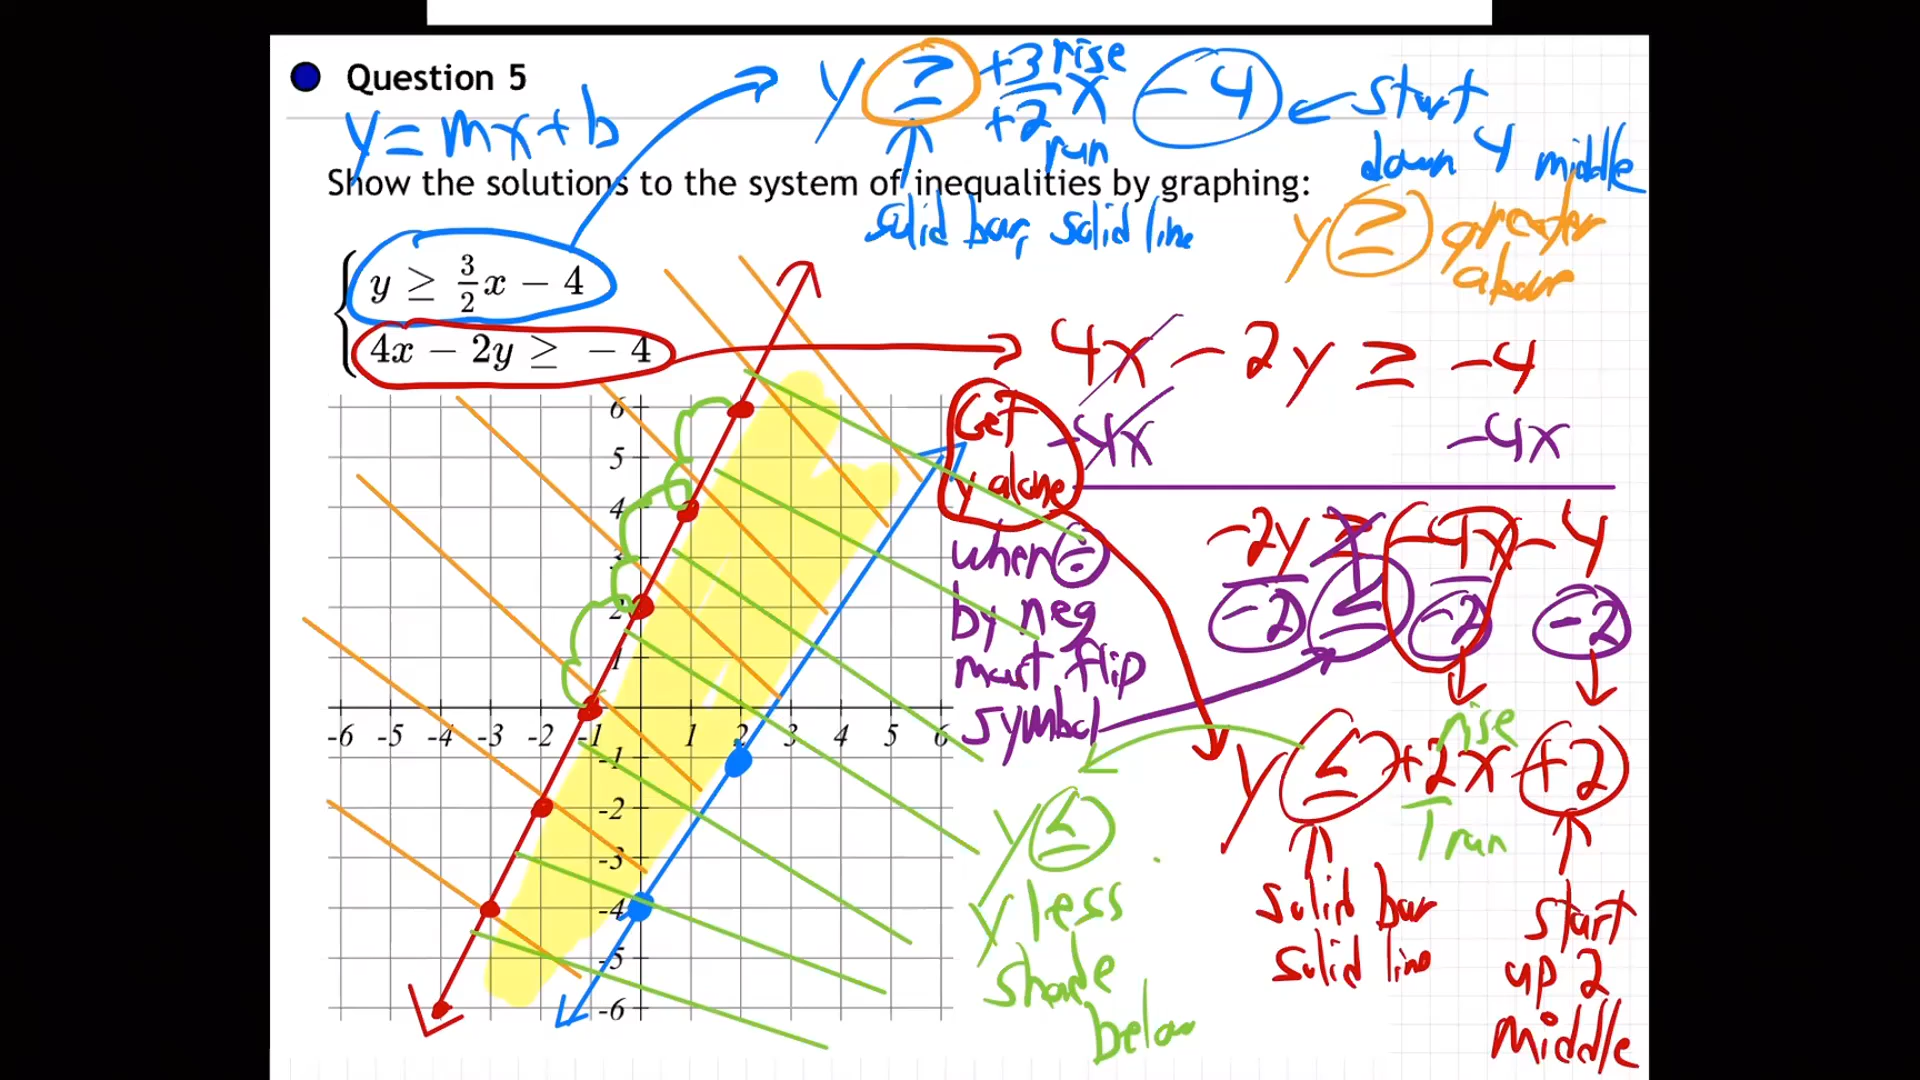 Question 5
y = mx + b
y ≥ +3/+2 x - 4
rise
run
start
down 4 middle
Show the solutions to the system of inequalities by graphing:
solid bar, solid line
y ≥ greater
above
y ≥ 3/2 x − 4
4x − 2y ≥ − 4
4x - 2y ≥ -4
-4x -4x
Get
y alone
-2y ≥ -4x - 4
-2 ≤ -2 -2
when ÷
by neg
must flip
symbol
y ≤ +2x + 2
rise
1 run
y ≤
y less
shade
below
solid bar
solid line
start
up 2
middle
6
5
4
3
2
1
-6 -5 -4 -3 -2 -1 1 2 3 4 5 6
-1
-2
-3
-4
-5
-6